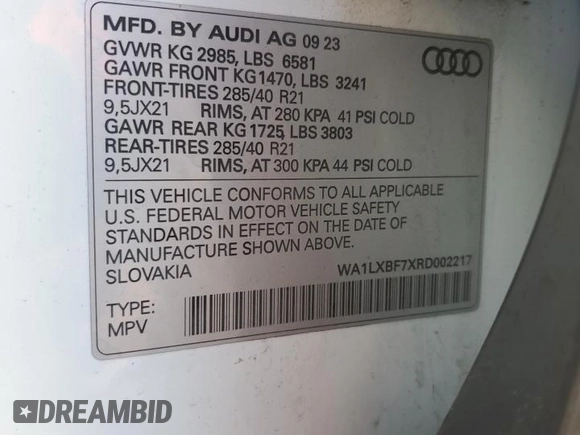 MFD. BY AUDI AG 09 23
GVWR KG 2985, LBS 6581
GAWR FRONT KG1470, LBS 3241
FRONT-TIRES 285/40 R21
9,5JX21 RIMS, AT 280 KPA 41 PSI COLD
GAWR REAR KG 1725, LBS 3803
REAR-TIRES 285/40 R21
9,5JX21 RIMS, AT 300 KPA 44 PSI COLD
THIS VEHICLE CONFORMS TO ALL APPLICABLE
U.S. FEDERAL MOTOR VEHICLE SAFETY
STANDARDS IN EFFECT ON THE DATE OF
MANUFACTURE SHOWN ABOVE.
SLOVAKIA
WA1LXBF7XRD002217
TYPE:
MPV
DREAMBID